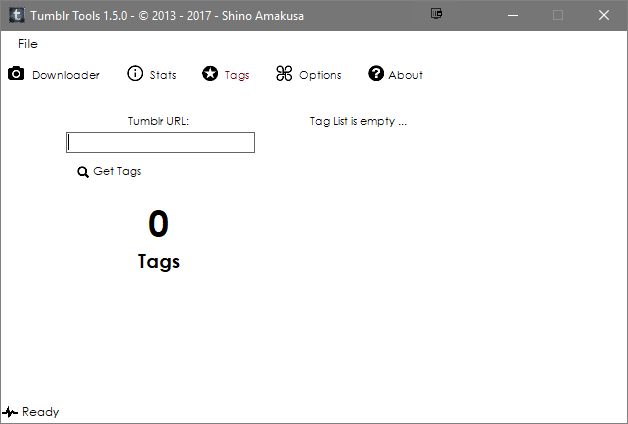 Tumblr Tools 1.5.0 - © 2013 - 2017 - Shino Amakusa
File
Downloader Stats Tags Options About
Tumblr URL: Tag List is empty ...
Get Tags
0
Tags
Ready